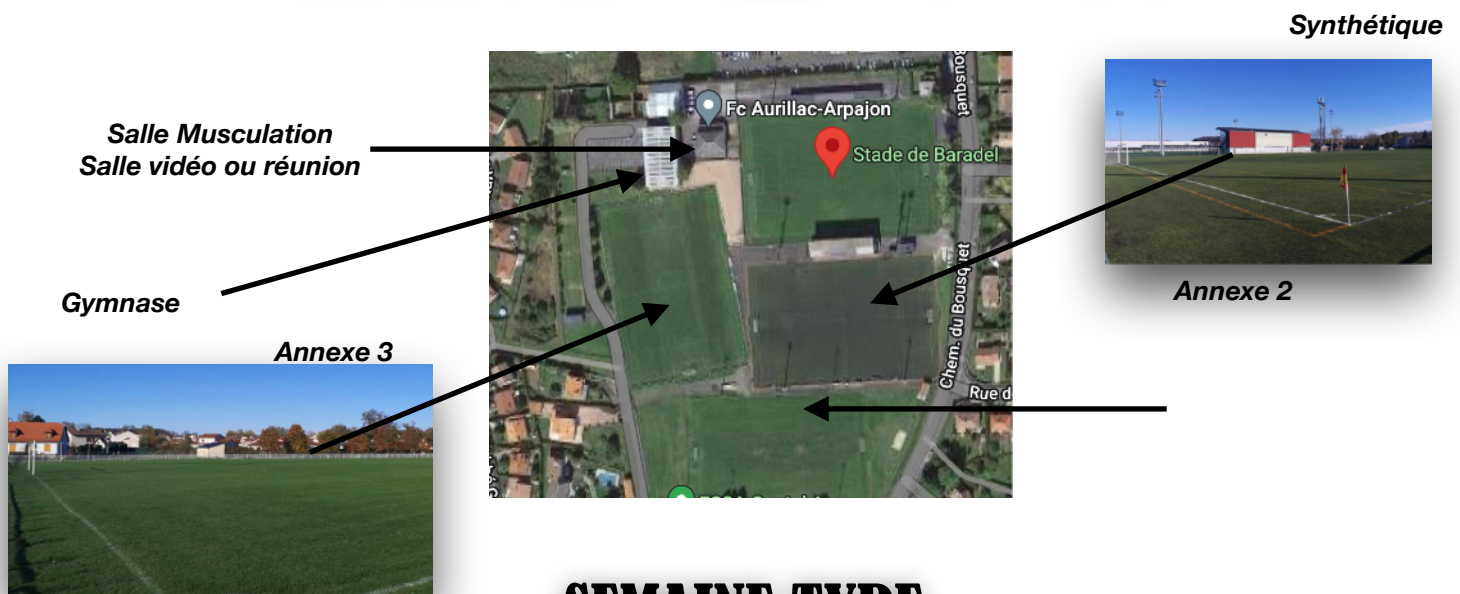 Synthétique
Bousquet
Fc Aurillac-Arpajon
Salle Musculation
Salle vidéo ou réunion
Stade de Baradel
Gymnase
Annexe 2
Chem. du Bousquet
Annexe 3
Rue d
SEMAINE TYPE